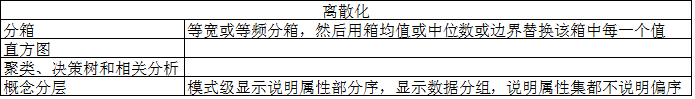 离散化
分箱 等宽或等频分箱，然后用箱均值或中位数或边界替换该箱中每一个值
直方图
聚类、决策树和相关分析
概念分层 模式级显示说明属性部分序，显示数据分组，说明属性集都不说明偏序